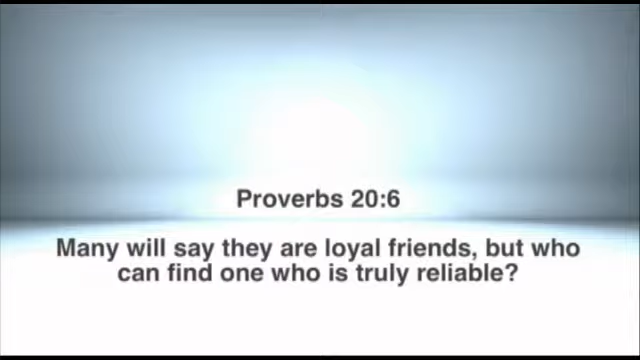 Proverbs 20:6
Many will say they are loyal friends, but who
can find one who is truly reliable?